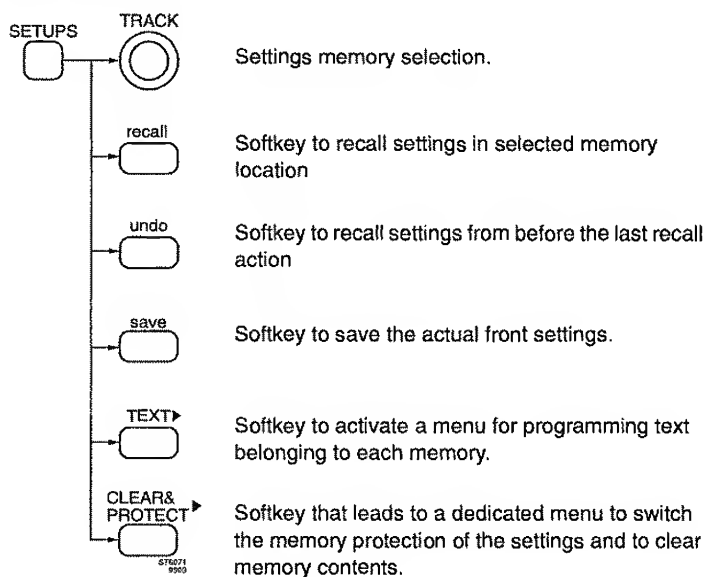 SETUPS
TRACK
Settings memory selection.
recall
Softkey to recall settings in selected memory
location
undo
Softkey to recall settings from before the last recall
action
save
Softkey to save the actual front settings.
TEXT▶
Softkey to activate a menu for programming text
belonging to each memory.
CLEAR&
PROTECT▶
Softkey that leads to a dedicated menu to switch
the memory protection of the settings and to clear
memory contents.
ST6071
9303